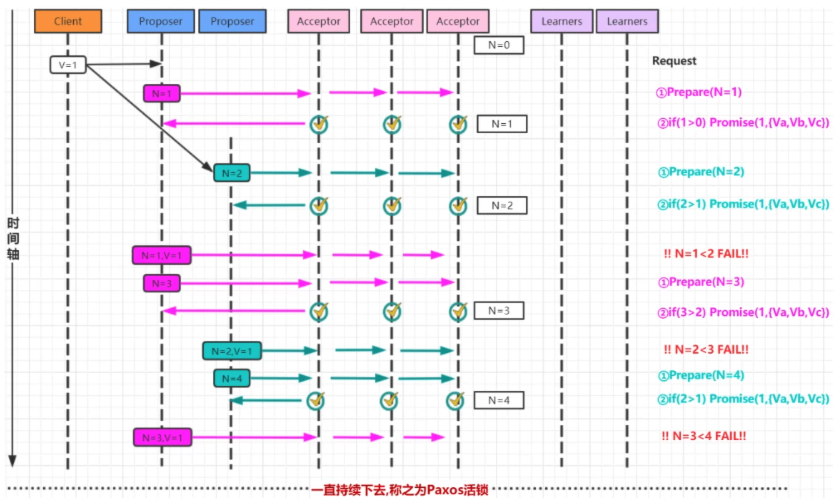 Client Proposer Proposer Acceptor Acceptor Acceptor Learners Learners
N=0
V=1 Request
N=1 ①Prepare(N=1)
N=1 ②if(1>0) Promise(1,{Va,Vb,Vc})
N=2 ①Prepare(N=2)
N=2 ②if(2>1) Promise(1,{Va,Vb,Vc})
时间轴
N=1,V=1 !! N=1<2 FAIL!!
N=3 ①Prepare(N=3)
N=3 ②if(3>2) Promise(1,{Va,Vb,Vc})
N=2,V=1 !! N=2<3 FAIL!!
N=4 ①Prepare(N=4)
N=4 ②if(2>1) Promise(1,{Va,Vb,Vc})
N=3,V=1 !! N=3<4 FAIL!!
一直持续下去,称之为Paxos活锁